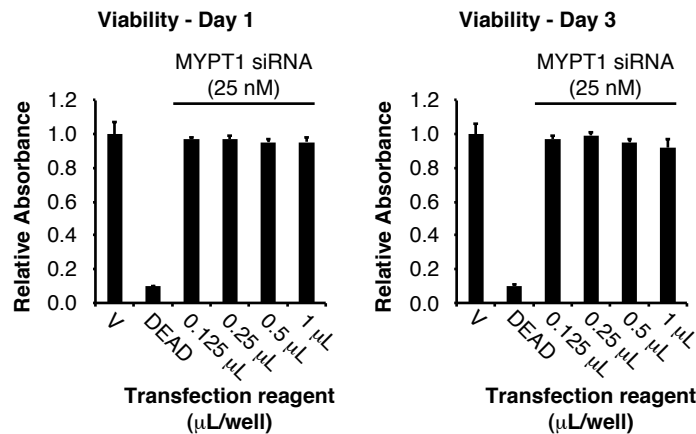 Viability - Day 1
MYPT1 siRNA
(25 nM)
Relative Absorbance
1.2
1.0
0.8
0.6
0.4
0.2
0.0
V
DEAD
0.125 μL
0.25 μL
0.5 μL
1 μL
Transfection reagent
(μL/well)
Viability - Day 3
MYPT1 siRNA
(25 nM)
Relative Absorbance
1.2
1.0
0.8
0.6
0.4
0.2
0.0
V
DEAD
0.125 μL
0.25 μL
0.5 μL
1 μL
Transfection reagent
(μL/well)